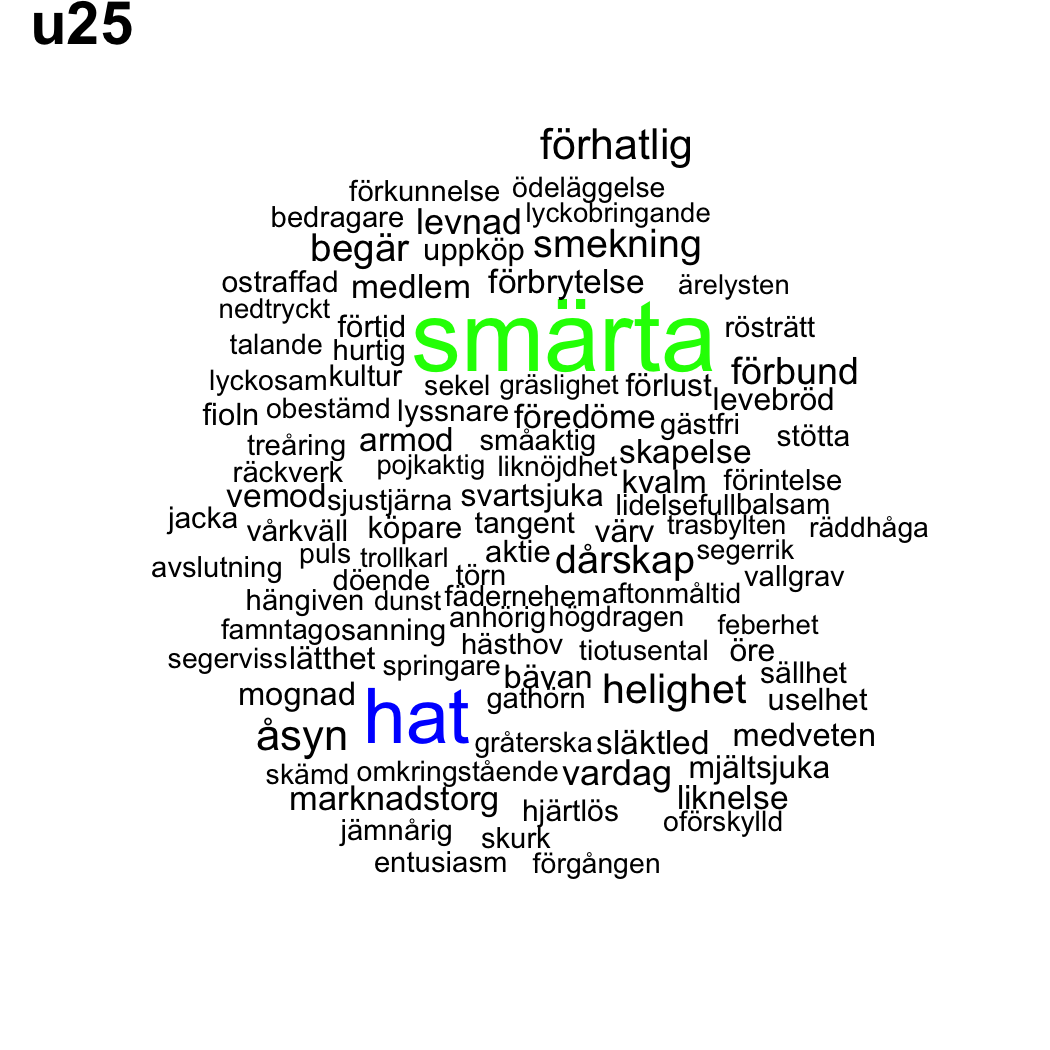 u25
förhatlig
förkunnelse ödeläggelse
bedragare levnad lyckobringande
begär uppköp smekning
ostraffad medlem förbrytelse ärelysten
nedtryckt
förtid smärta rösträtt
talande hurtig
lyckosam kultur sekel gräslighet förlust förbund
levebröd
fioln obestämd lyssnare föredöme gästfri
treåring armod småaktig skapelse stötta
räckverk pojkaktig liknöjdhet kvalm förintelse
vemod sjustjärna svartsjuka lidelsefull balsam
jacka vårkväll köpare tangent värv trasbylten räddhåga
avslutning puls trollkarl aktie dårskap segerrik
döende törn vallgrav
hängiven dunst fädernehem aftonmåltid
famntag osanning anhörig högdragen feberhet
segerviss lätthet springare hästhov tiotusental öre
bävan sällhet
mognad hat gathörn helighet uselhet
åsyn gråterska släktled medveten
skämd omkringstående vardag mjältsjuka
marknadstorg hjärtlös liknelse
jämnårig skurk oförskylld
entusiasm förgången